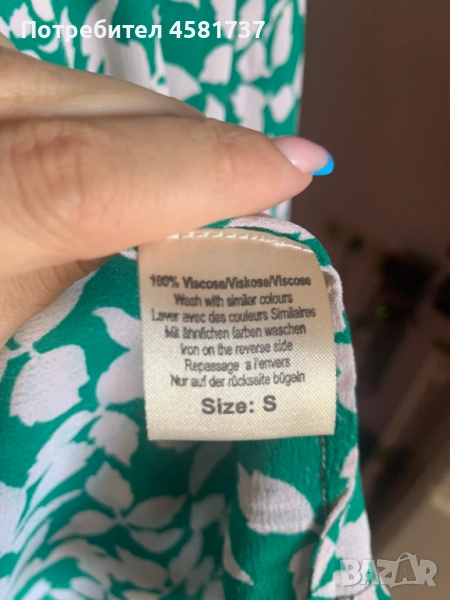 Потребител 4581737
100% Viscose/Viskose/Viscose
Wash with similar colours
Laver avec des couleurs Similaires
Mit ähnlichen farben waschen
Iron on the reverse side
Repassage a l'envers
Nur auf der rückseite bügeln
Size: S
BAZAR